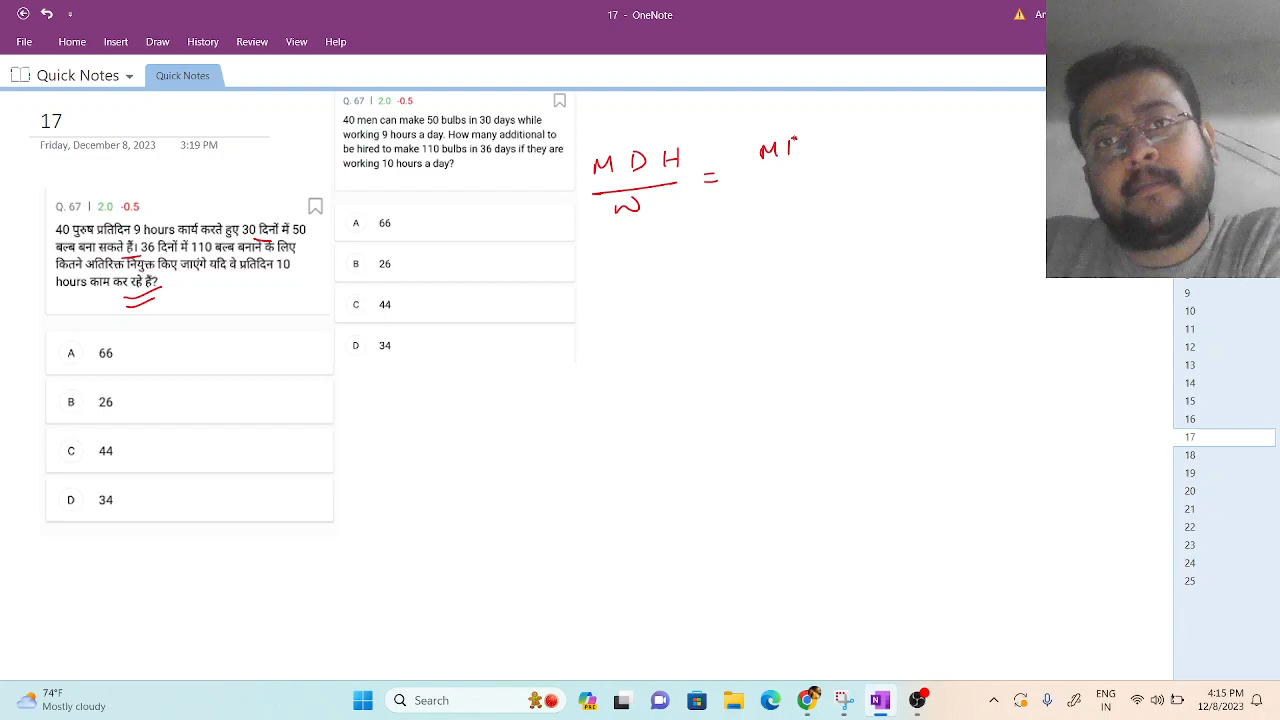 17 - OneNote
File Home Insert Draw History Review View Help
Quick Notes
Quick Notes
17
Friday, December 8, 2023 3:19 PM
Q. 67 | 2.0 -0.5
40 पुरुष प्रतिदिन 9 hours कार्य करते हुए 30 दिनों में 50
बल्ब बना सकते हैं। 36 दिनों में 110 बल्ब बनाने के लिए
कितने अतिरिक्त नियुक्त किए जाएंगे यदि वे प्रतिदिन 10
hours काम कर रहे हैं?
A 66
B 26
C 44
D 34
Q. 67 | 2.0 -0.5
40 men can make 50 bulbs in 30 days while
working 9 hours a day. How many additional to
be hired to make 110 bulbs in 36 days if they are
working 10 hours a day?
A 66
B 26
C 44
D 34
M D H
=
W
M
9
10
11
12
13
14
15
16
17
18
19
20
21
22
23
24
25
74°F
Mostly cloudy
Search
ENG
IN
4:15 PM
12/8/2023